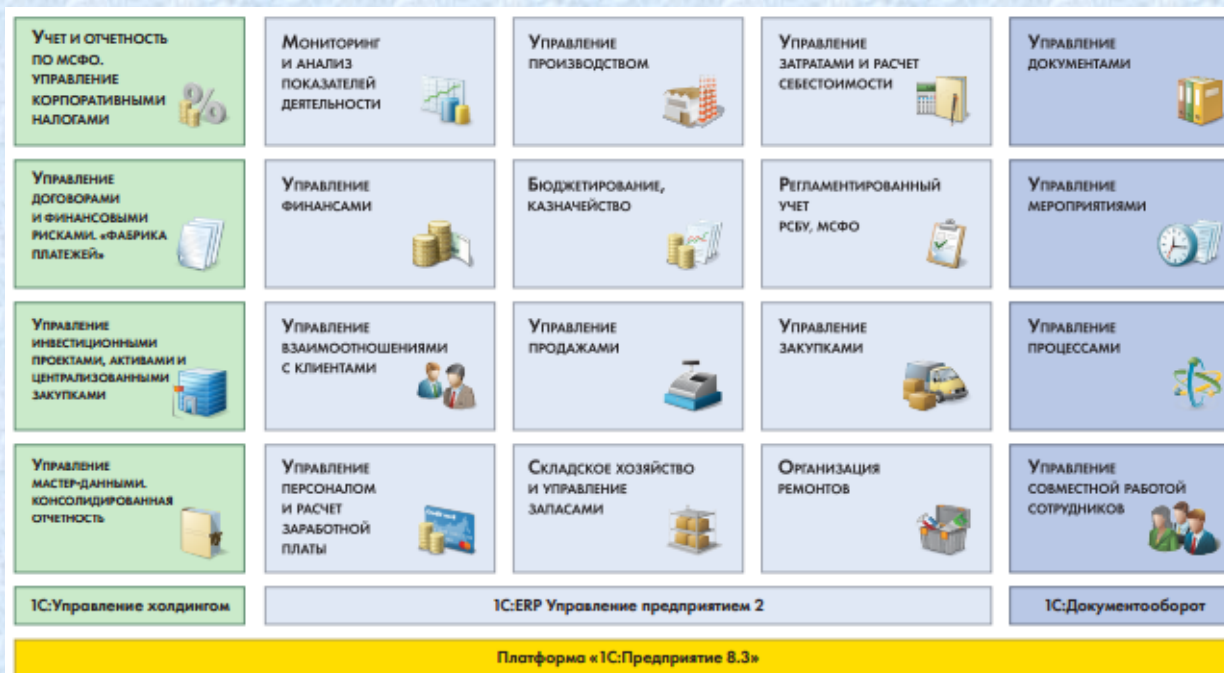 Учет и отчетность
по МСФО.
Управление
корпоративными
налогами
Мониторинг
и анализ
показателей
деятельности
Управление
производством
Управление
затратами и расчет
себестоимости
Управление
документами
Управление
договорами
и финансовыми
рисками. «Фабрика
платежей»
Управление
финансами
Бюджетирование,
казначейство
Регламентированный
учет
РСБУ, МСФО
Управление
мероприятиями
Управление
инвестиционными
проектами, активами и
централизованными
закупками
Управление
взаимоотношениями
с клиентами
Управление
продажами
Управление
закупками
Управление
процессами
Управление
мастер-данными.
Консолидированная
отчетность
Управление
персоналом
и расчет
заработной
платы
Складское хозяйство
и управление
запасами
Организация
ремонтов
Управление
совместной работой
сотрудников
1С:Управление холдингом
1С:ERP Управление предприятием 2
1С:Документооборот
Платформа «1С:Предприятие 8.3»